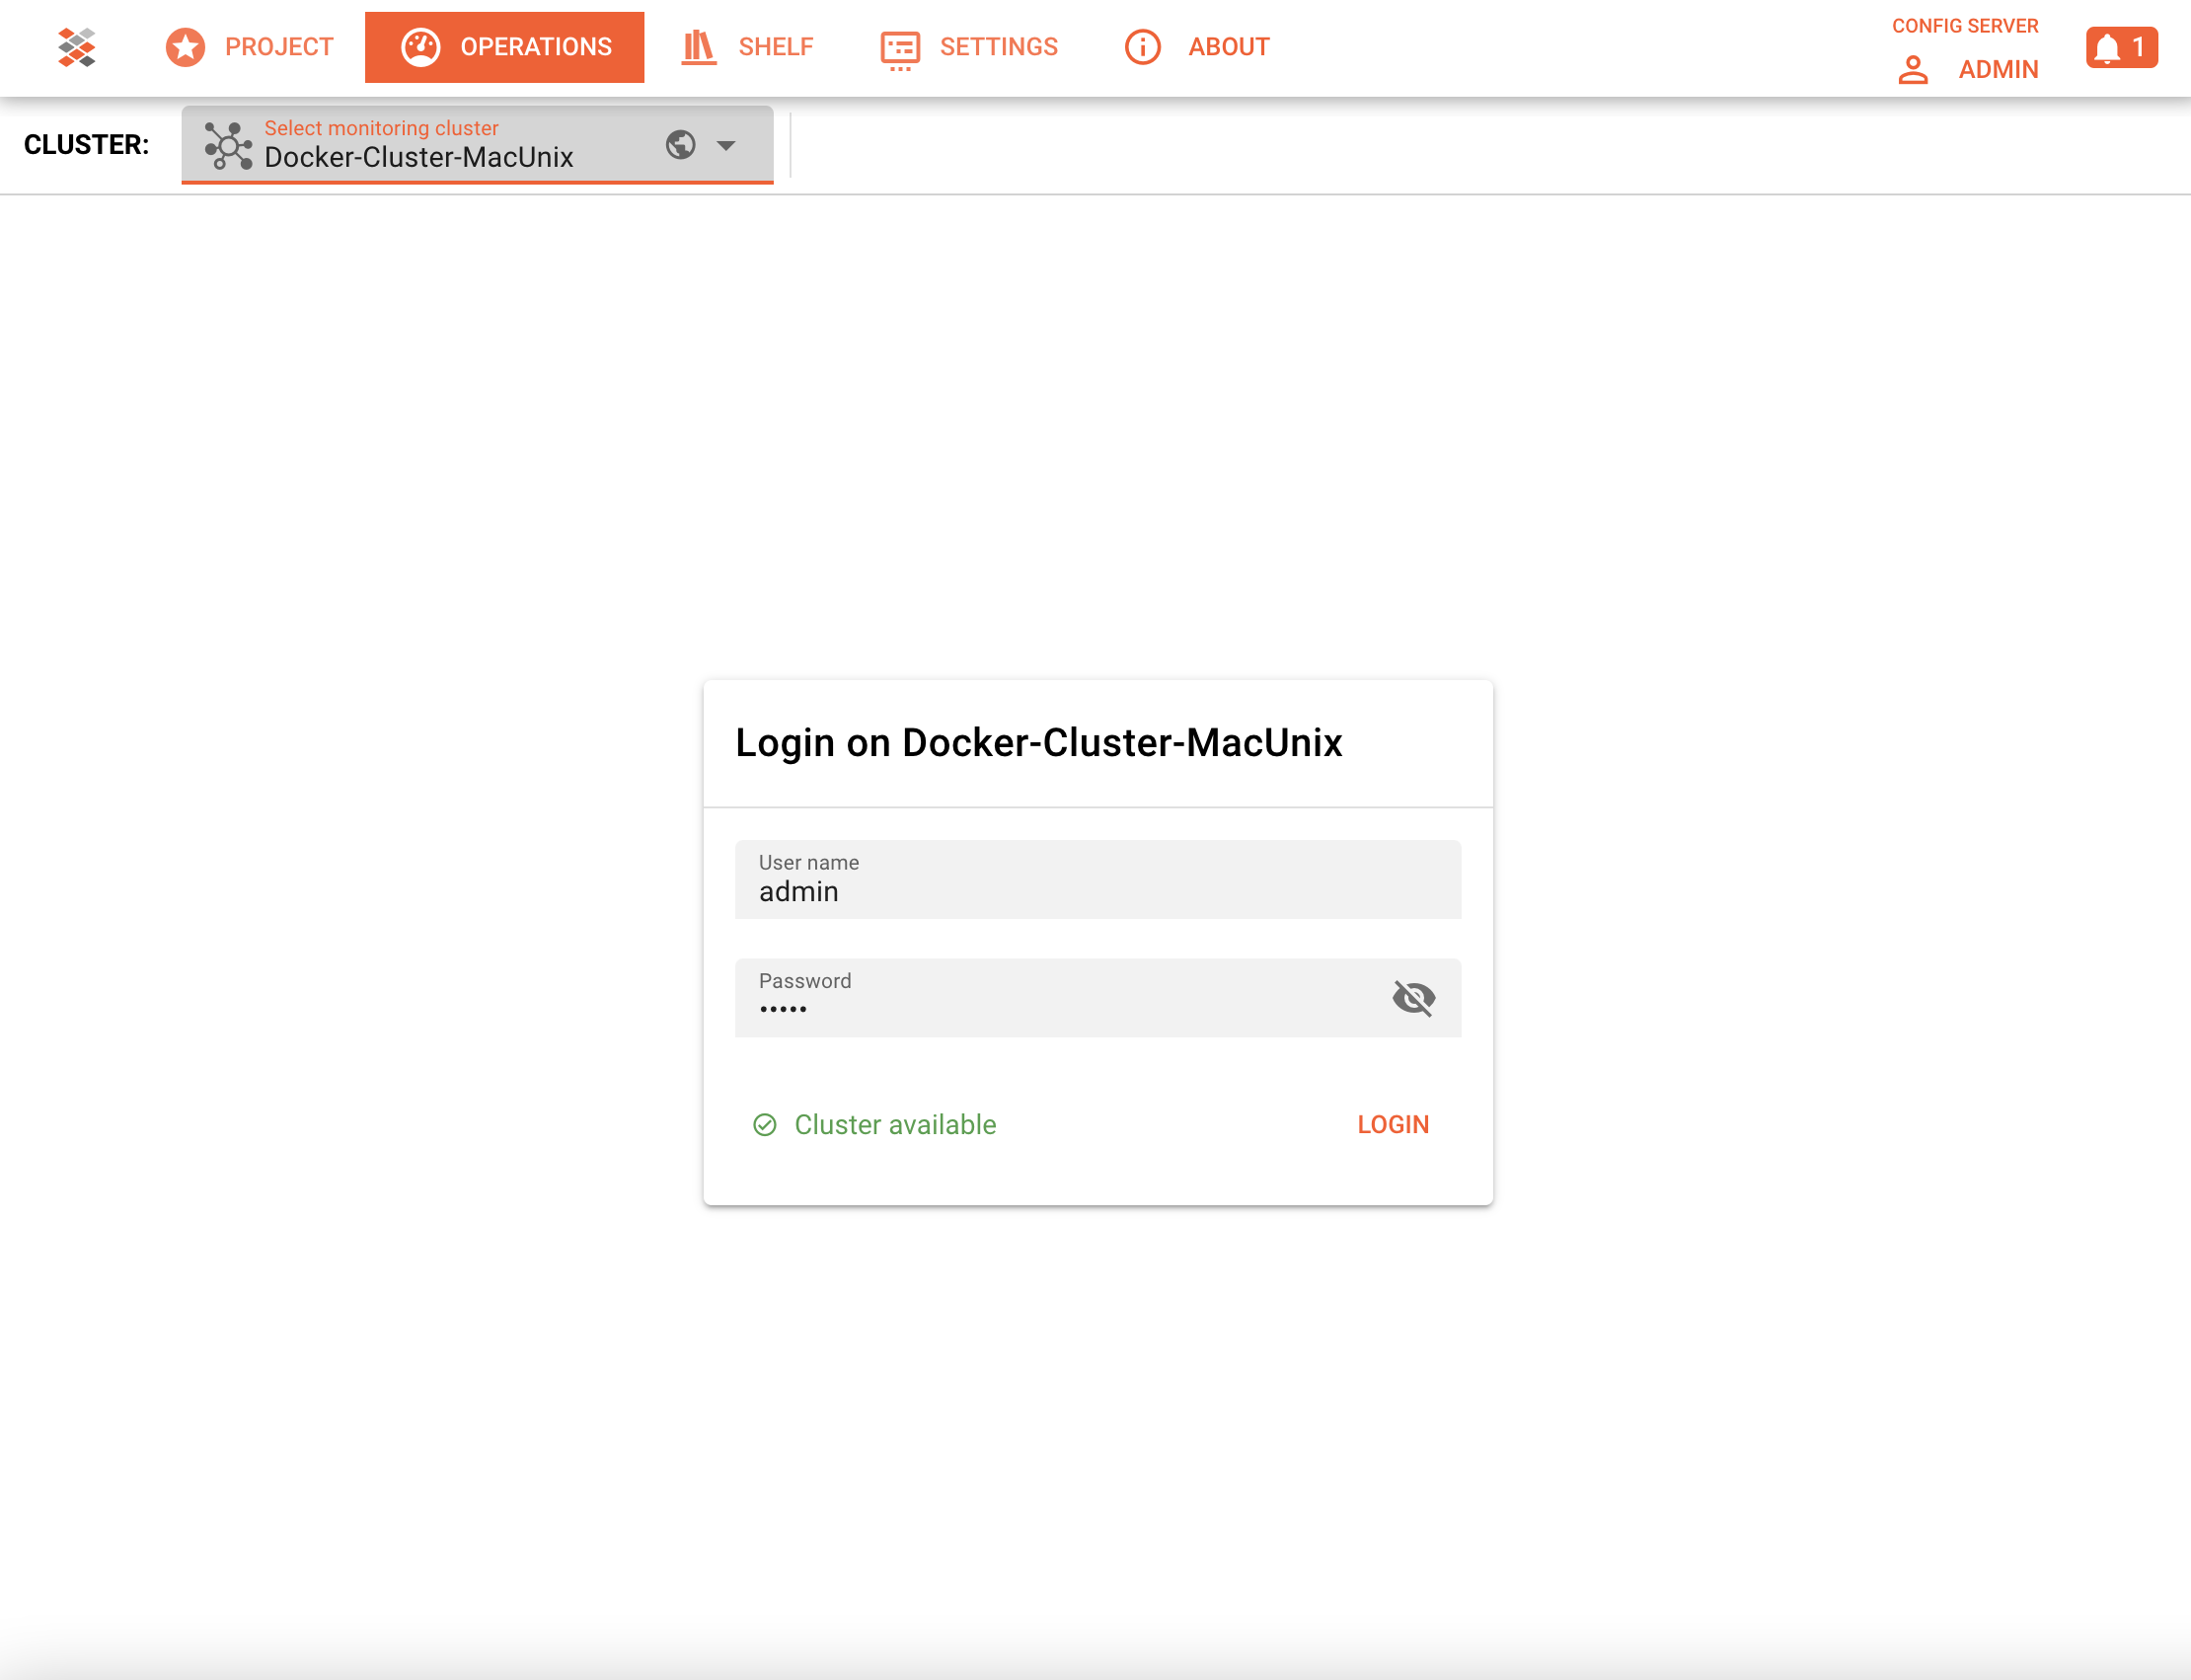 PROJECT
OPERATIONS
SHELF
SETTINGS
ABOUT
CONFIG SERVER
ADMIN
1
CLUSTER:
Select monitoring cluster
Docker-Cluster-MacUnix
Login on Docker-Cluster-MacUnix
User name
admin
Password
•••••
Cluster available
LOGIN